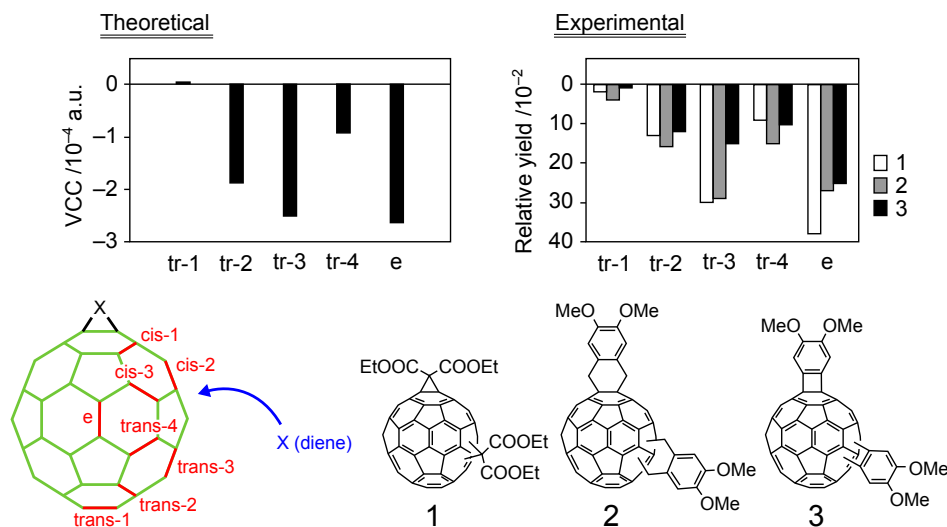 Theoretical
VCC /10⁻⁴ a.u.
0
–1
–2
–3
tr-1 tr-2 tr-3 tr-4 e
Experimental
Relative yield /10⁻²
0
10
20
30
40
tr-1 tr-2 tr-3 tr-4 e
1
2
3
X
cis-1
cis-2
cis-3
e
trans-4
trans-3
trans-2
trans-1
X (diene)
EtOOC COOEt
COOEt
COOEt
1
MeO OMe
OMe
OMe
2
MeO OMe
OMe
OMe
3